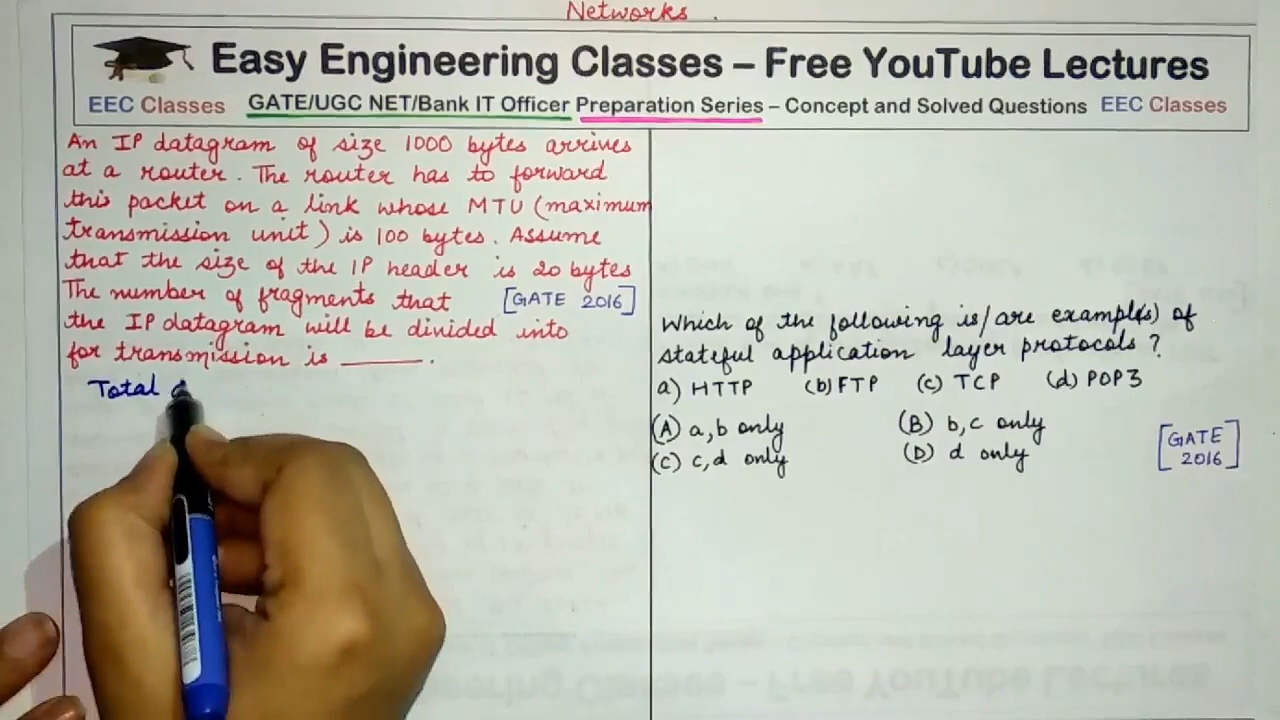 Networks.
Easy Engineering Classes – Free YouTube Lectures
EEC Classes GATE/UGC NET/Bank IT Officer Preparation Series – Concept and Solved Questions EEC Classes
An IP datagram of size 1000 bytes arrives
at a router. The router has to forward
this packet on a link whose MTU (maximum
transmission unit) is 100 bytes. Assume
that the size of the IP header is 20 bytes
The number of fragments that [GATE 2016]
the IP datagram will be divided into
for transmission is ______.
Total
Which of the following is/are example(s) of
stateful application layer protocols?
a) HTTP (b) FTP (c) TCP (d) POP3
(A) a, b only (B) b, c only
(C) c, d only (D) d only
[GATE
2016]